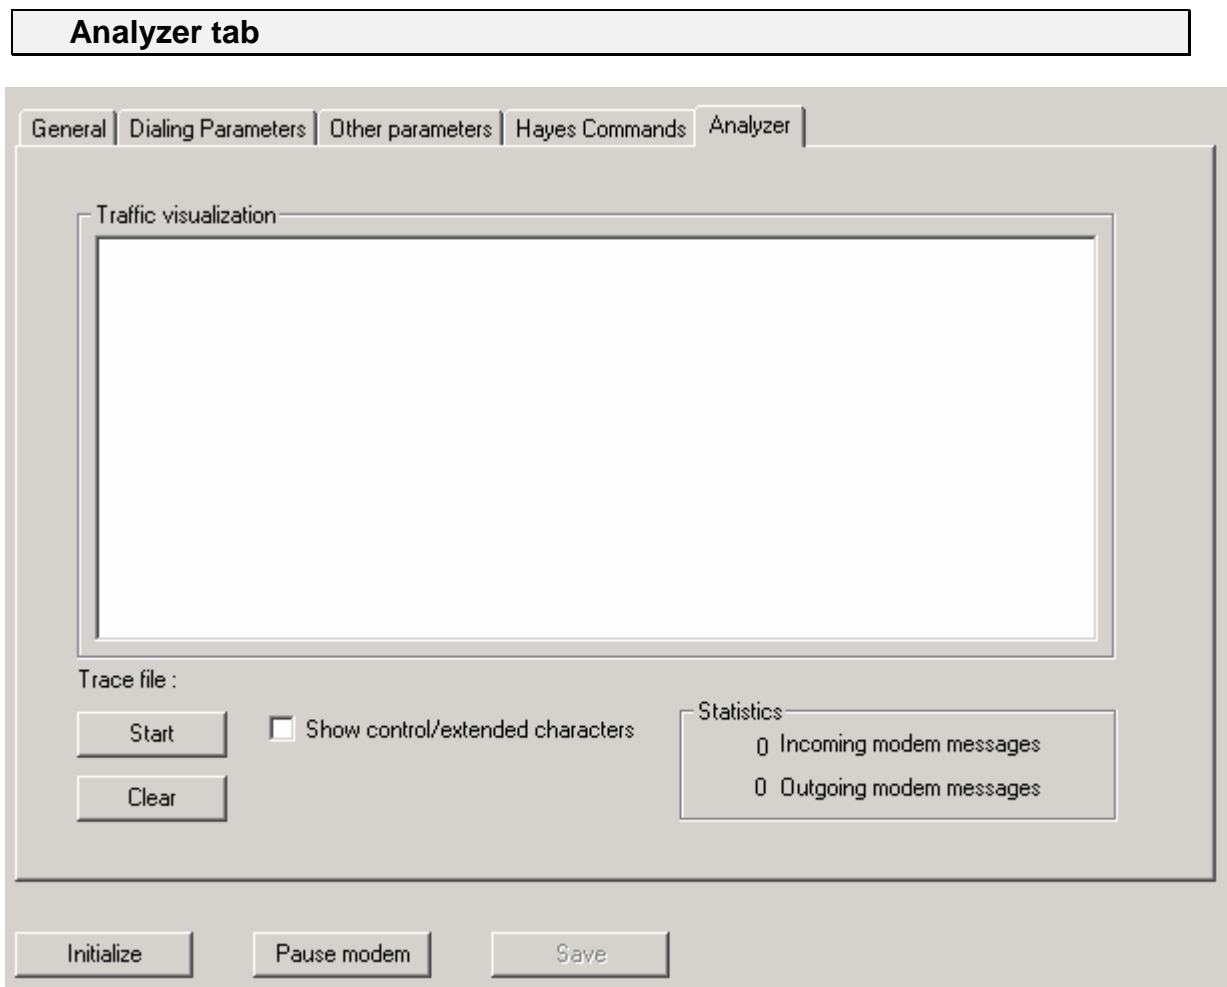 Analyzer tab
General Dialing Parameters Other parameters Hayes Commands Analyzer
Traffic visualization
Trace file :
Start
Show control/extended characters
Clear
Statistics
0 Incoming modem messages
0 Outgoing modem messages
Initialize Pause modem Save